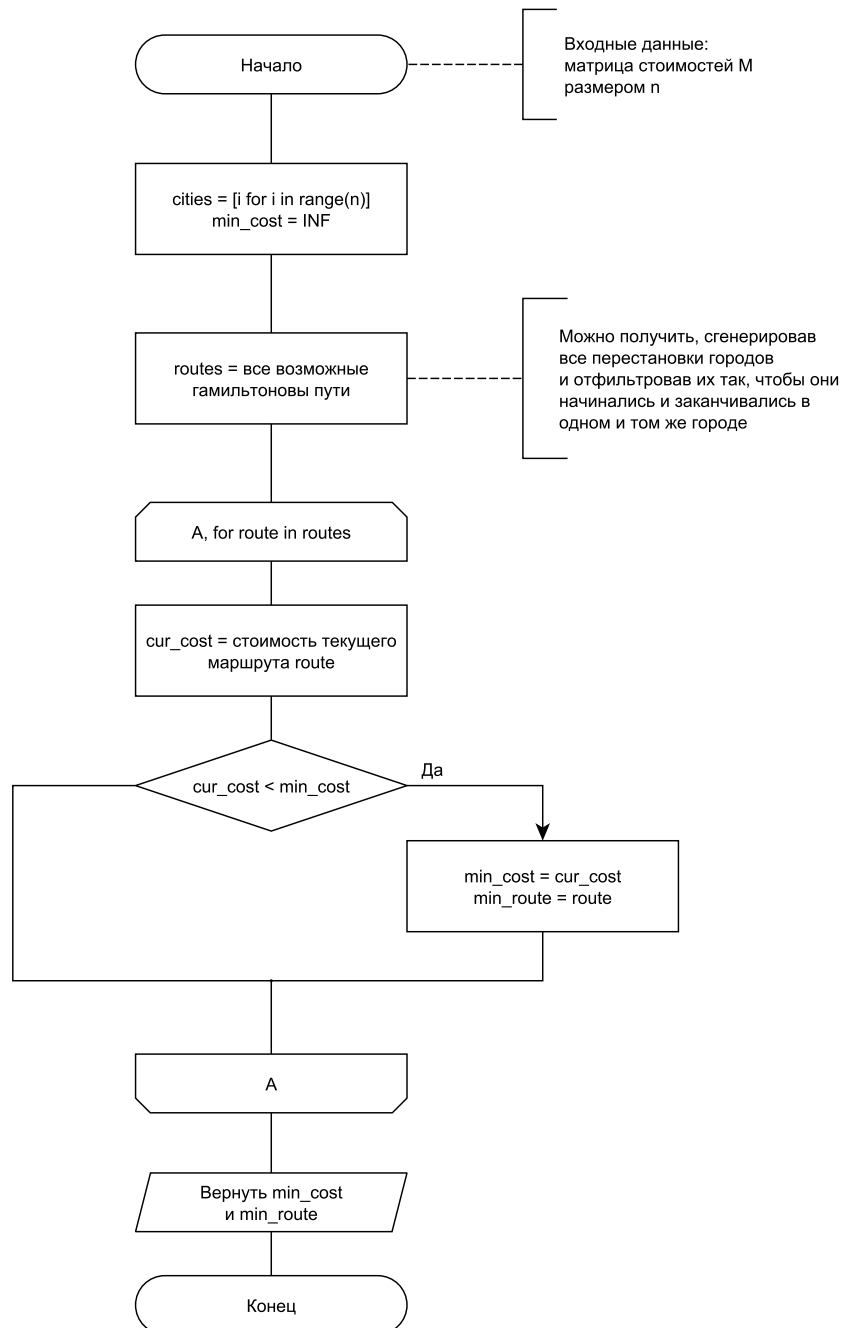 Начало
Входные данные:
матрица стоимостей M
размером n
cities = [i for i in range(n)]
min_cost = INF
routes = все возможные
гамильтоновы пути
Можно получить, сгенерировав
все перестановки городов
и отфильтровав их так, чтобы они
начинались и заканчивались в
одном и том же городе
A, for route in routes
cur_cost = стоимость текущего
маршрута route
cur_cost < min_cost
Да
min_cost = cur_cost
min_route = route
A
Вернуть min_cost
и min_route
Конец